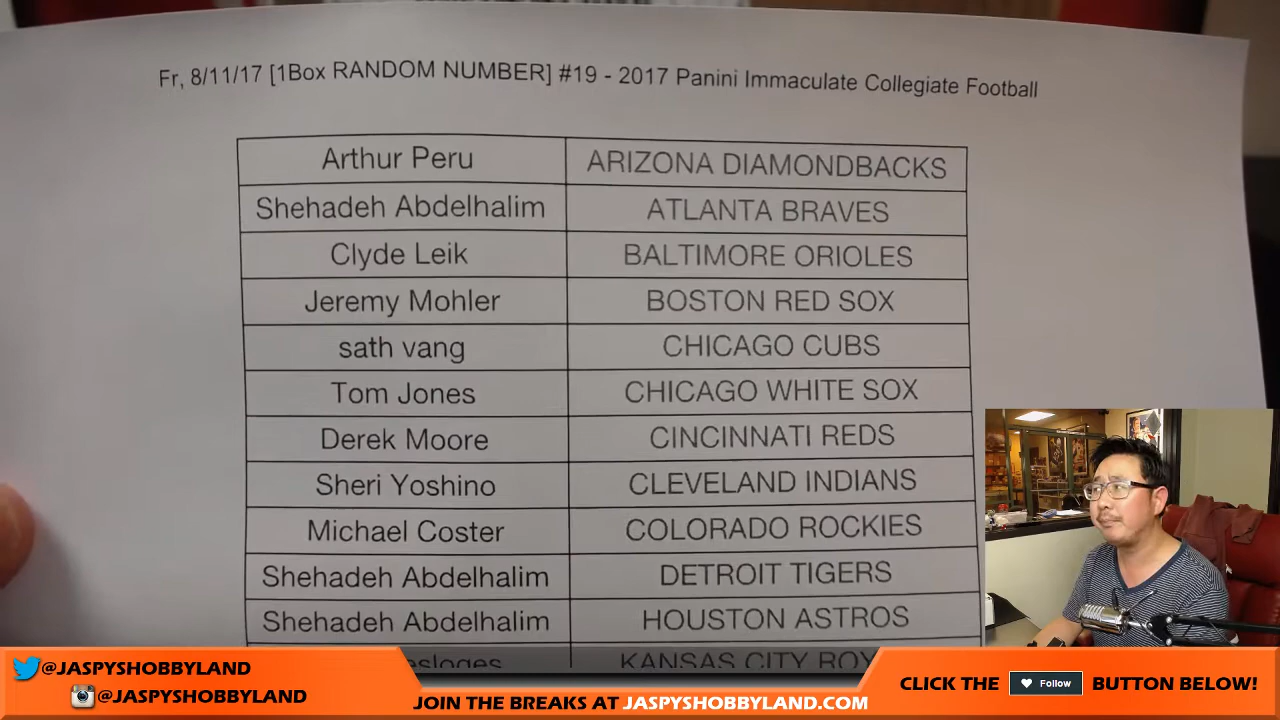 Fr, 8/11/17 [1Box RANDOM NUMBER] #19 - 2017 Panini Immaculate Collegiate Football
Arthur Peru ARIZONA DIAMONDBACKS
Shehadeh Abdelhalim ATLANTA BRAVES
Clyde Leik BALTIMORE ORIOLES
Jeremy Mohler BOSTON RED SOX
sath vang CHICAGO CUBS
Tom Jones CHICAGO WHITE SOX
Derek Moore CINCINNATI REDS
Sheri Yoshino CLEVELAND INDIANS
Michael Coster COLORADO ROCKIES
Shehadeh Abdelhalim DETROIT TIGERS
Shehadeh Abdelhalim HOUSTON ASTROS
KANSAS CITY
@JASPYSHOBBYLAND
@JASPYSHOBBYLAND
JOIN THE BREAKS AT JASPYSHOBBYLAND.COM
CLICK THE Follow BUTTON BELOW!